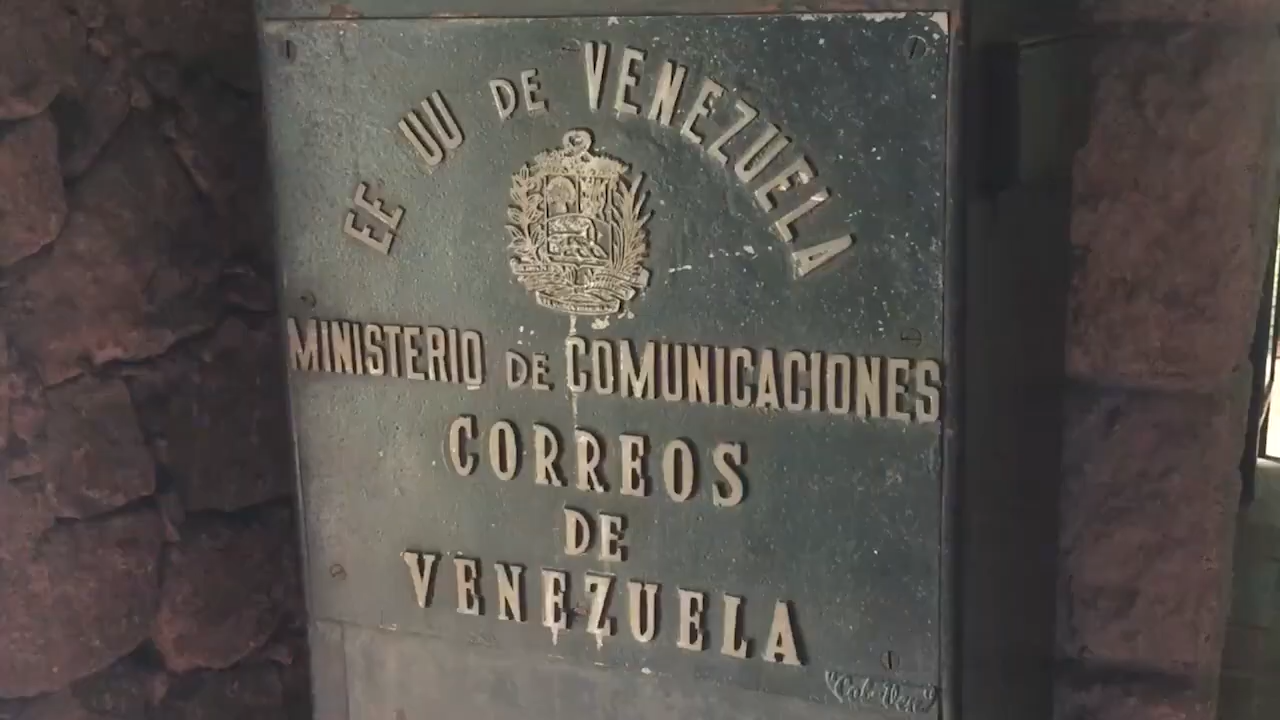 EE UU DE VENEZUELA
MINISTERIO DE COMUNICACIONES
CORREOS
DE
VENEZUELA